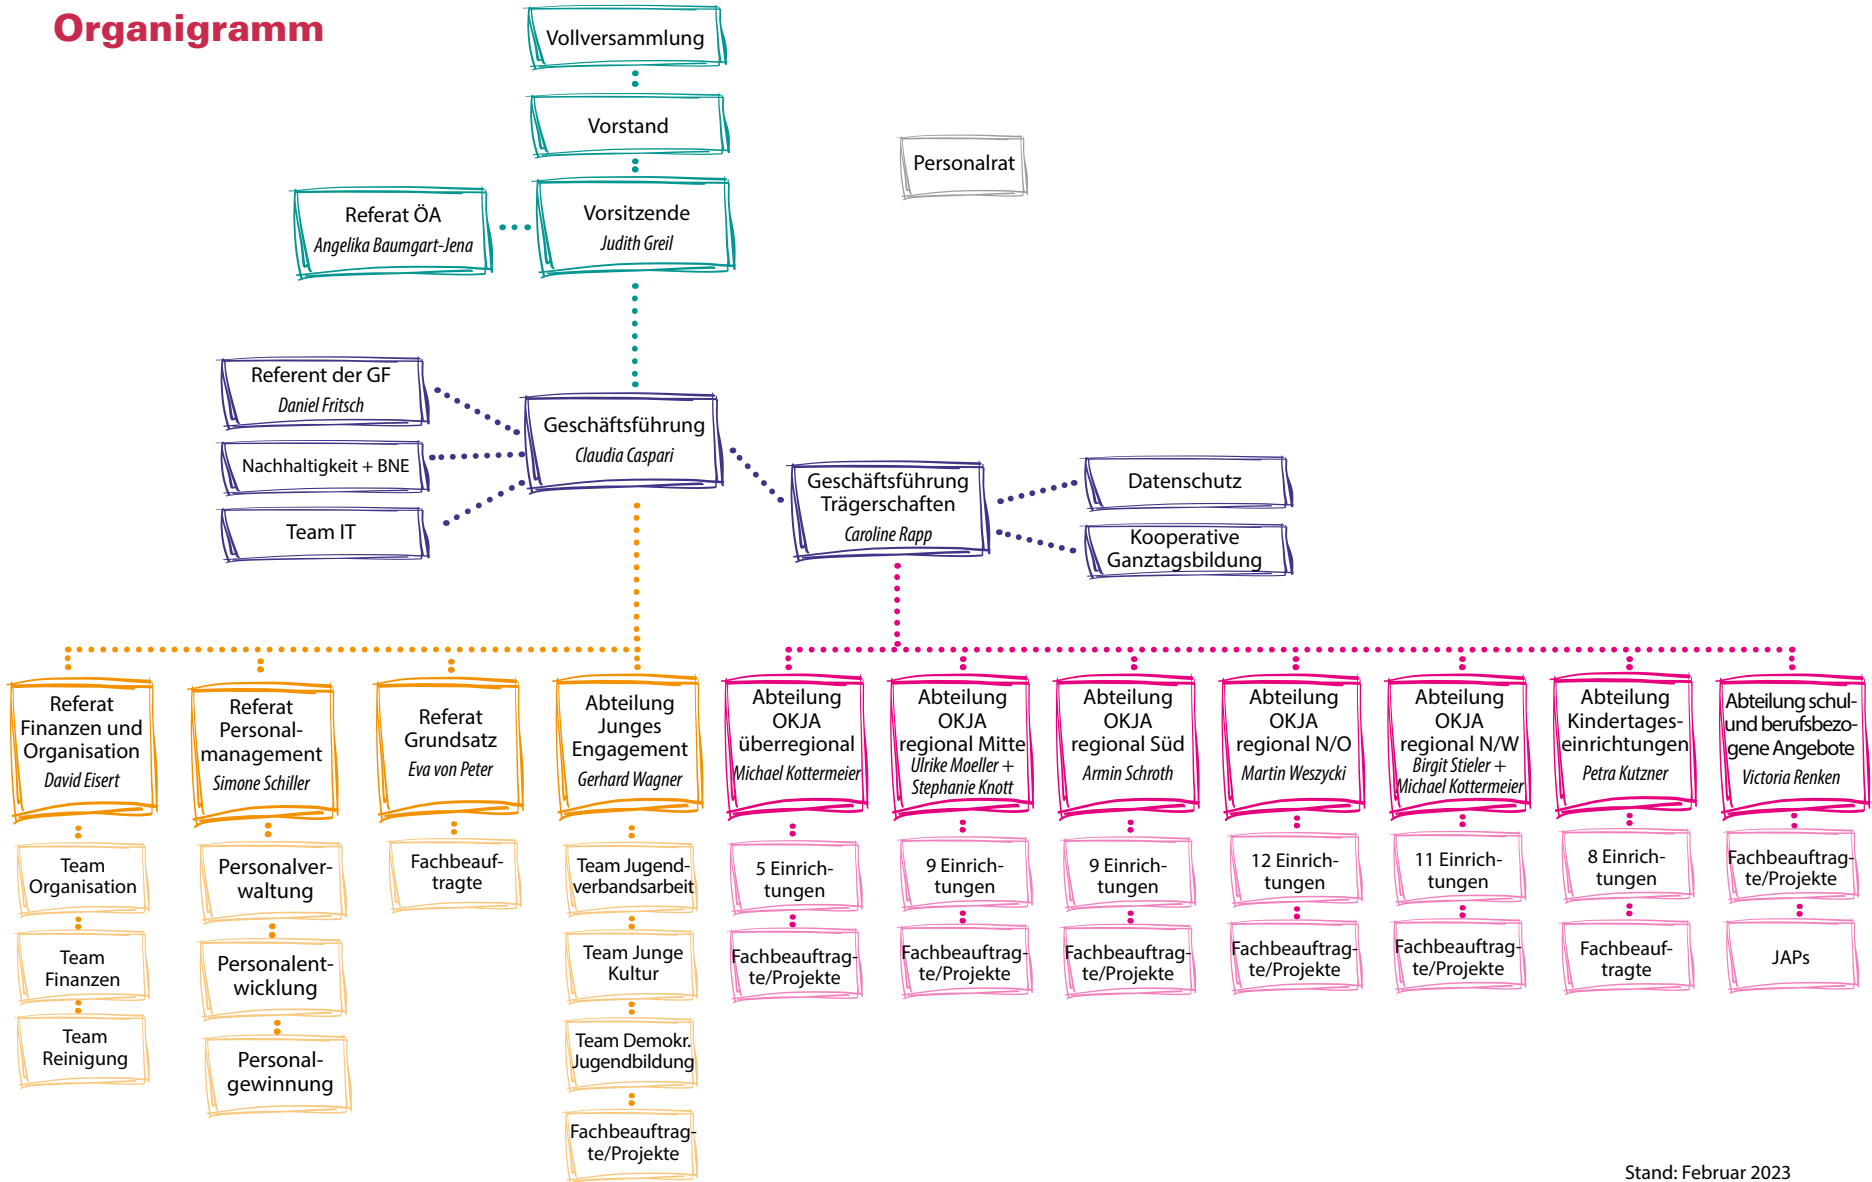 Organigramm
Vollversammlung
Vorstand
Personalrat
Referat ÖA
Angelika Baumgart-Jena
Vorsitzende
Judith Greil
Referent der GF
Daniel Fritsch
Nachhaltigkeit + BNE
Team IT
Geschäftsführung
Claudia Caspari
Geschäftsführung
Trägerschaften
Caroline Rapp
Datenschutz
Kooperative
Ganztagsbildung
Referat
Finanzen und
Organisation
David Eisert
Team
Organisation
Team
Finanzen
Team
Reinigung
Referat
Personal-
management
Simone Schiller
Personalver-
waltung
Personalent-
wicklung
Personal-
gewinnung
Referat
Grundsatz
Eva von Peter
Fachbeauf-
tragte
Abteilung
Junges
Engagement
Gerhard Wagner
Team Jugend-
verbandsarbeit
Team Junge
Kultur
Team Demokr.
Jugendbildung
Fachbeauftrag-
te/Projekte
Abteilung
OKJA
überregional
Michael Kottermeier
5 Einrich-
tungen
Fachbeauftrag-
te/Projekte
Abteilung
OKJA
regional Mitte
Ulrike Moeller +
Stephanie Knott
9 Einrich-
tungen
Fachbeauftrag-
te/Projekte
Abteilung
OKJA
regional Süd
Armin Schroth
9 Einrich-
tungen
Fachbeauftrag-
te/Projekte
Abteilung
OKJA
regional N/O
Martin Weszycki
12 Einrich-
tungen
Fachbeauftrag-
te/Projekte
Abteilung
OKJA
regional N/W
Birgit Stieler +
Michael Kottermeier
11 Einrich-
tungen
Fachbeauftrag-
te/Projekte
Abteilung
Kindertages-
einrichtungen
Petra Kutzner
8 Einrich-
tungen
Fachbeauf-
tragte
Abteilung schul-
und berufsbezo-
gene Angebote
Victoria Renken
Fachbeauftrag-
te/Projekte
JAPs
Stand: Februar 2023